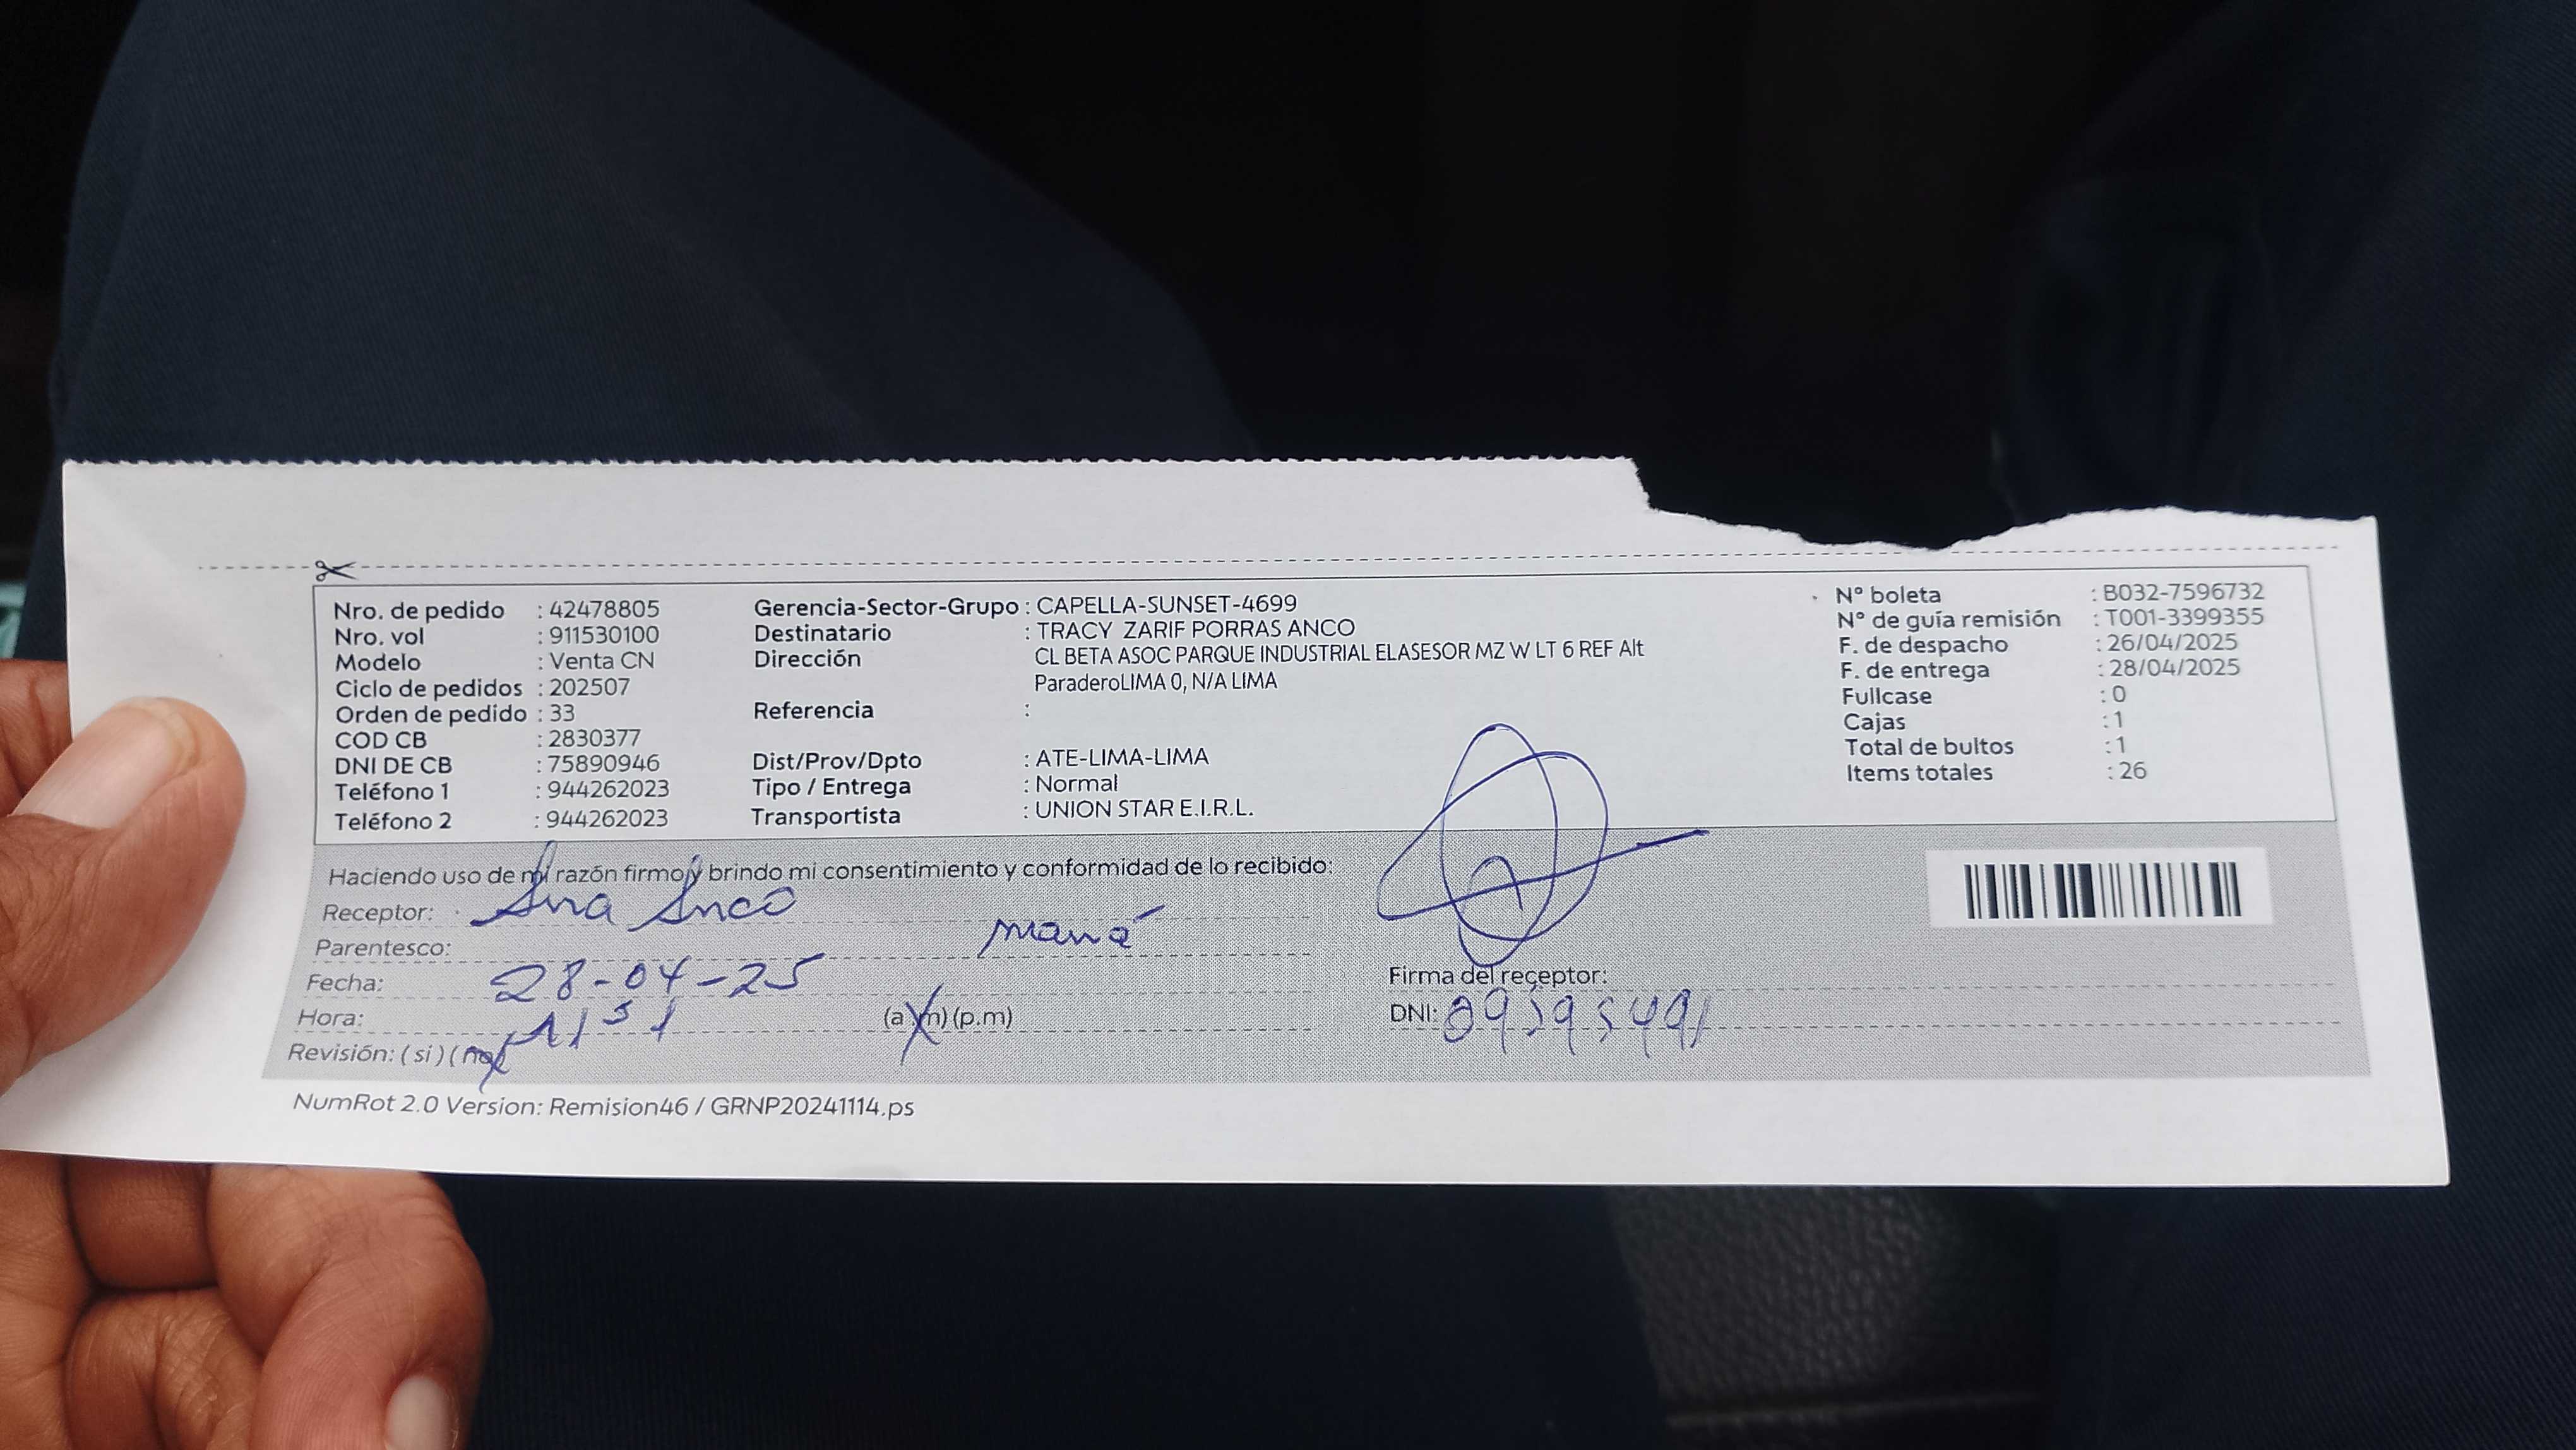 Nro. de pedido : 42478805
Nro. vol : 911530100
Modelo : Venta CN
Ciclo de pedidos : 202507
Orden de pedido : 33
COD CB : 2830377
DNI DE CB : 75890946
Teléfono 1 : 944262023
Teléfono 2 : 944262023
Gerencia-Sector-Grupo : CAPELLA-SUNSET-4699
Destinatario : TRACY ZARIF PORRAS ANCO
Dirección CL BETA ASOC PARQUE INDUSTRIAL ELASESOR MZ W LT 6 REF Alt
ParaderoLIMA 0, N/A LIMA
Referencia :
Dist/Prov/Dpto : ATE-LIMA-LIMA
Tipo / Entrega : Normal
Transportista : UNION STAR E.I.R.L.
N° boleta : B032-7596732
N° de guía remisión : T001-3399355
F. de despacho : 26/04/2025
F. de entrega : 28/04/2025
Fullcase : 0
Cajas : 1
Total de bultos : 1
Items totales : 26
Haciendo uso de mi razón firmo y brindo mi consentimiento y conformidad de lo recibido:
Receptor: Ana Anco
Parentesco: mamá
Fecha: 28-04-25
Hora: (a.m) (p.m)
Revisión: (si) (no)
Firma del receptor:
DNI:
NumRot 2.0 Version: Remision46 / GRNP20241114.ps